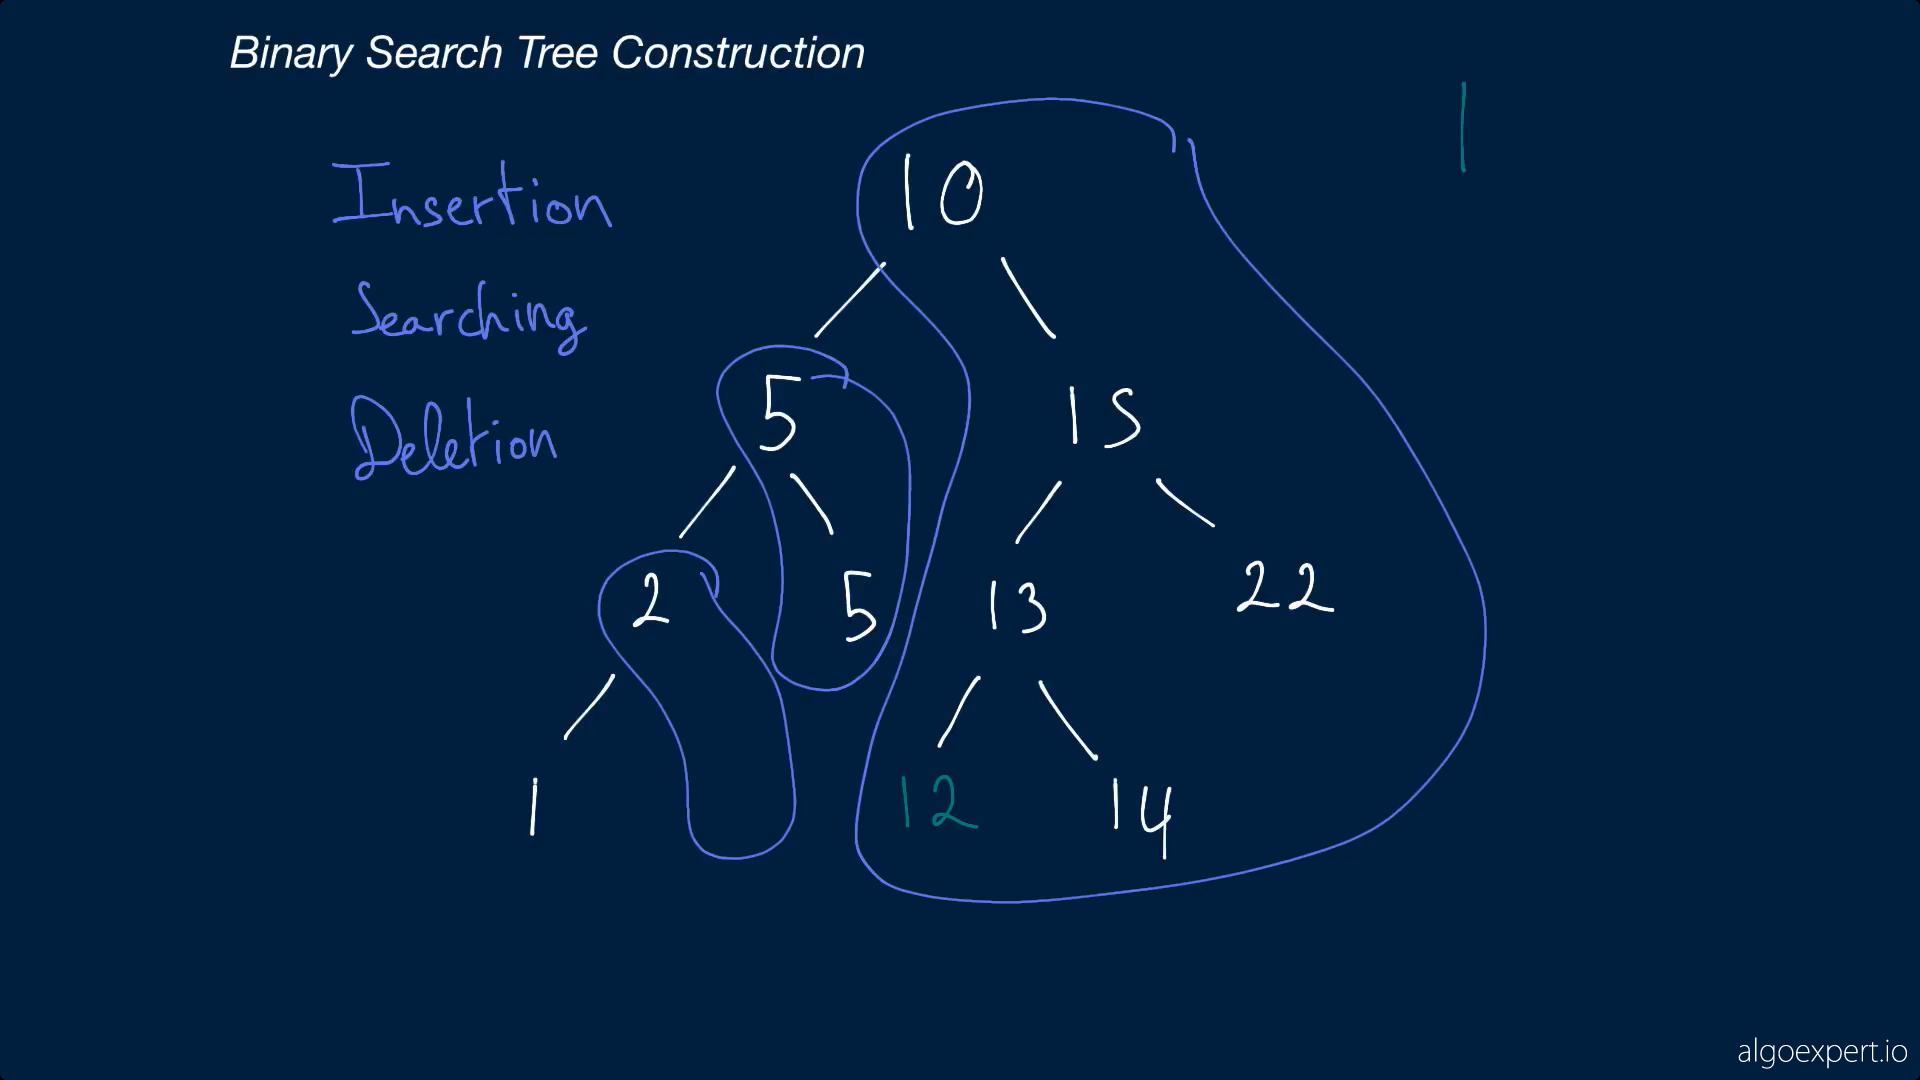 Binary Search Tree Construction
Insertion
Searching
Deletion
10
5 15
2 5 13 22
1 12 14
algoexpert.io